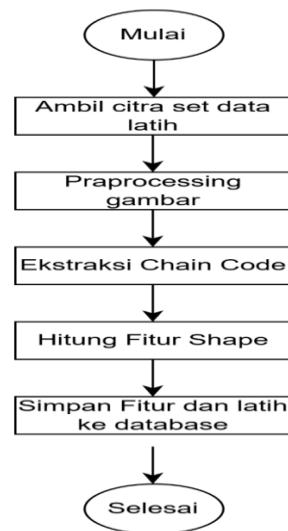 Mulai
Ambil citra set data
latih
Praprocessing
gambar
Ekstraksi Chain Code
Hitung Fitur Shape
Simpan Fitur dan latih
ke database
Selesai